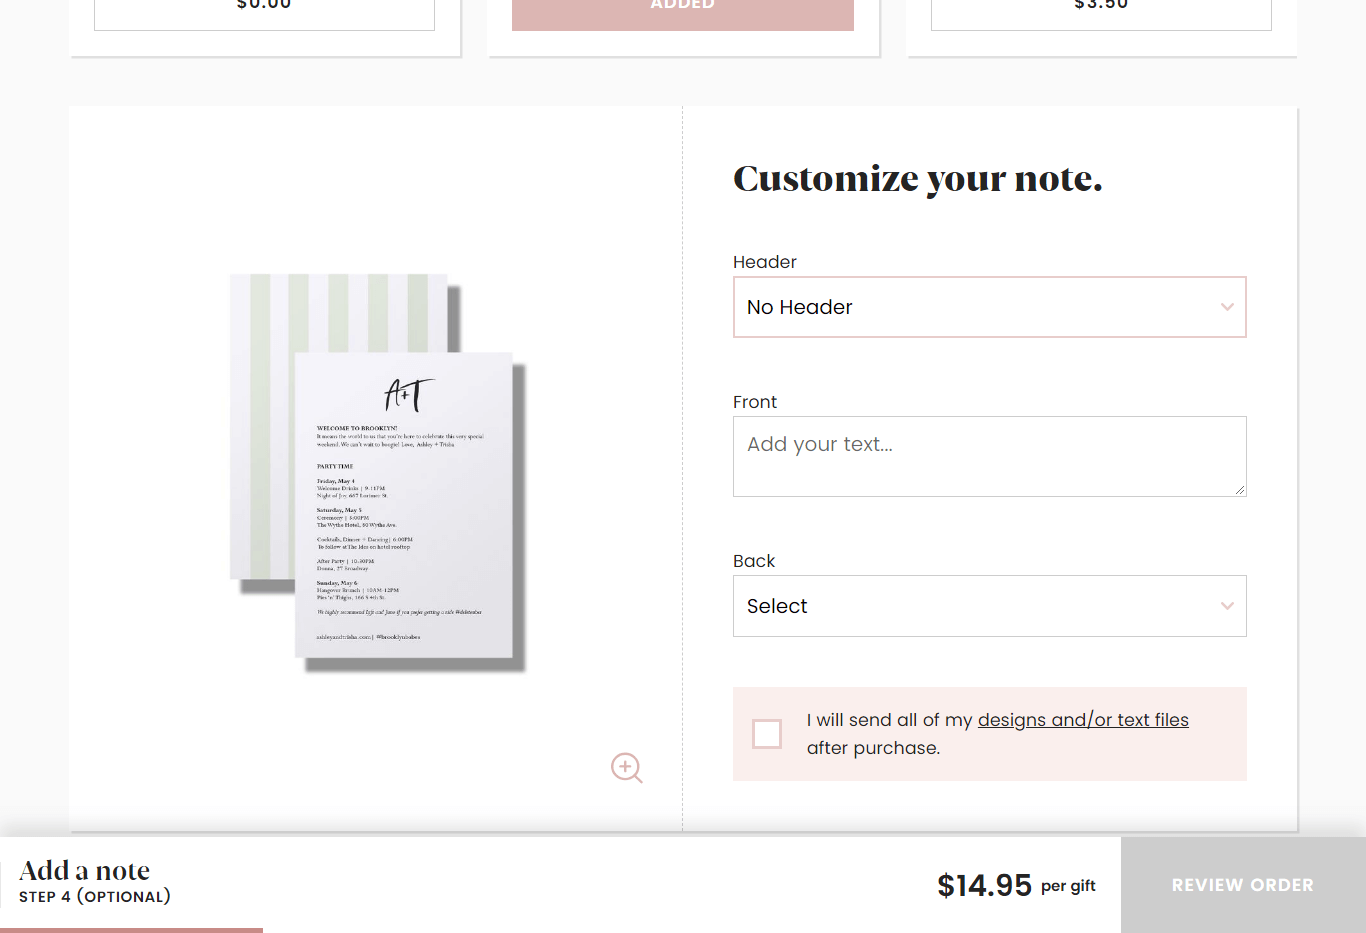 $0.00
ADDED
$3.50
Customize your note.
Header
No Header
Front
Add your text...
Back
Select
I will send all of my designs and/or text files
after purchase.
A+T
WELCOME TO BROOKLYN!
It means the world to us that you're here to celebrate this very special
weekend. We can't wait to boogie! Love, Ashley + Trisha
PARTY TIME
Friday, May 4
Welcome Drinks | 9-11PM
Night of Joy, 667 Lorimer St.
Saturday, May 5
Ceremony | 5:00PM
The Wythe Hotel, 80 Wythe Ave.
Cocktails, Dinner + Dancing | 6:00PM
To follow at The Ides on hotel rooftop
After Party | 10:30PM
Donna, 27 Broadway
Sunday, May 6
Hangover Brunch | 10AM-12PM
Pies 'n' Thighs, 166 S 4th St.
We highly recommend Lyft and Juno if you prefer getting a ride
ashleyandtrisha.com | @brooklynbabes
Add a note
STEP 4 (OPTIONAL)
$14.95 per gift
REVIEW ORDER